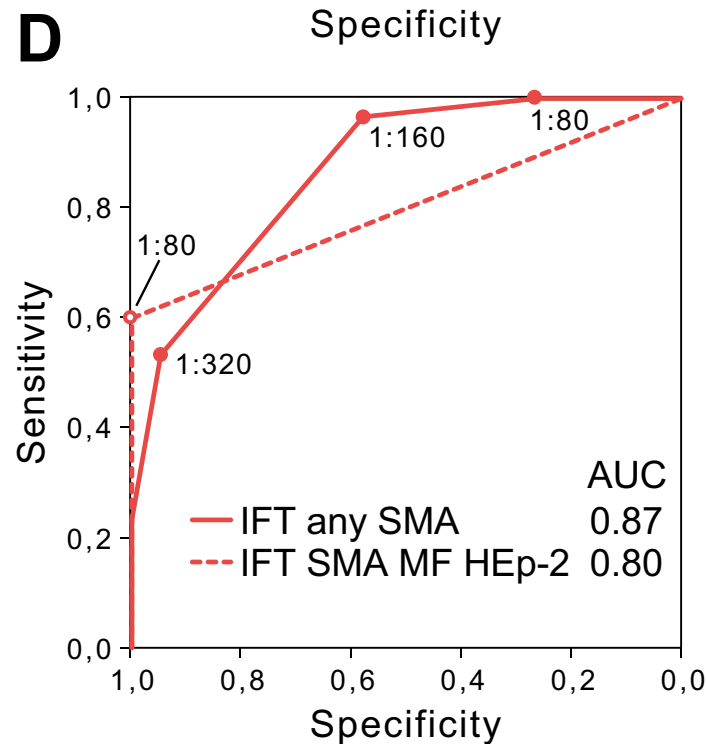 D
Specificity
1,0
1:160
1:80
0,8
1:80
0,6
1:320
Sensitivity
0,4
AUC
IFT any SMA 0.87
0,2
IFT SMA MF HEp-2 0.80
0,0
1,0 0,8 0,6 0,4 0,2 0,0
Specificity